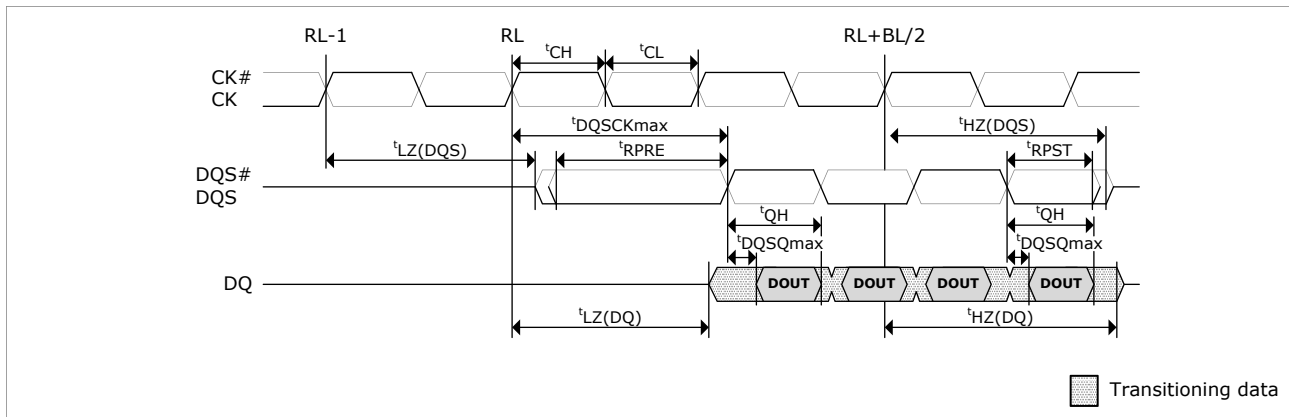 RL-1 RL RL+BL/2
tCH tCL
CK#
CK
tDQSCKmax tHZ(DQS)
tLZ(DQS) tRPRE tRPST
DQS#
DQS
tQH tQH
tDQSQmax tDQSQmax
DQ DOUT DOUT DOUT DOUT
tLZ(DQ) tHZ(DQ)
Transitioning data